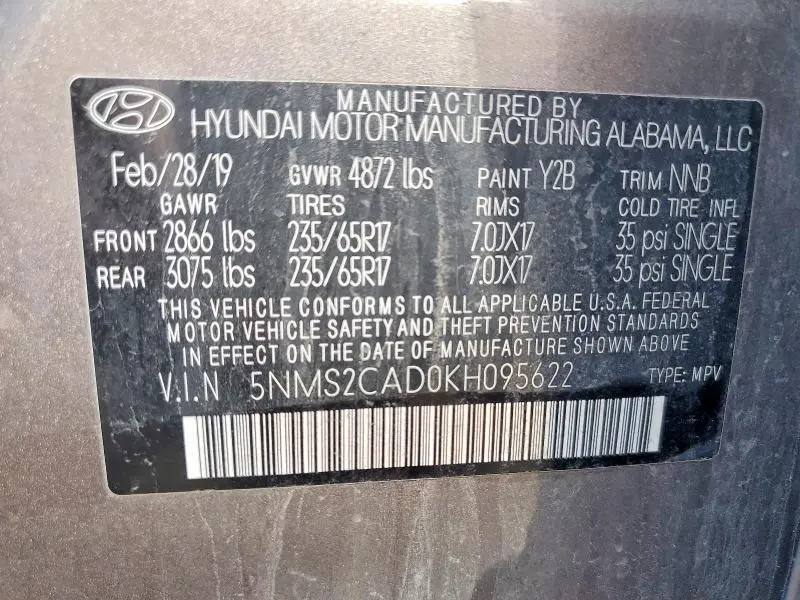 MANUFACTURED BY
HYUNDAI MOTOR MANUFACTURING ALABAMA, LLC
Feb/28/19 GVWR 4872 lbs PAINT Y2B TRIM NNB
GAWR TIRES RIMS COLD TIRE INFL
FRONT 2866 lbs 235/65R17 7.0JX17 35 psi SINGLE
REAR 3075 lbs 235/65R17 7.0JX17 35 psi SINGLE
THIS VEHICLE CONFORMS TO ALL APPLICABLE U.S.A. FEDERAL
MOTOR VEHICLE SAFETY AND THEFT PREVENTION STANDARDS
IN EFFECT ON THE DATE OF MANUFACTURE SHOWN ABOVE
V.I.N 5NMS2CAD0KH095622 TYPE: MPV